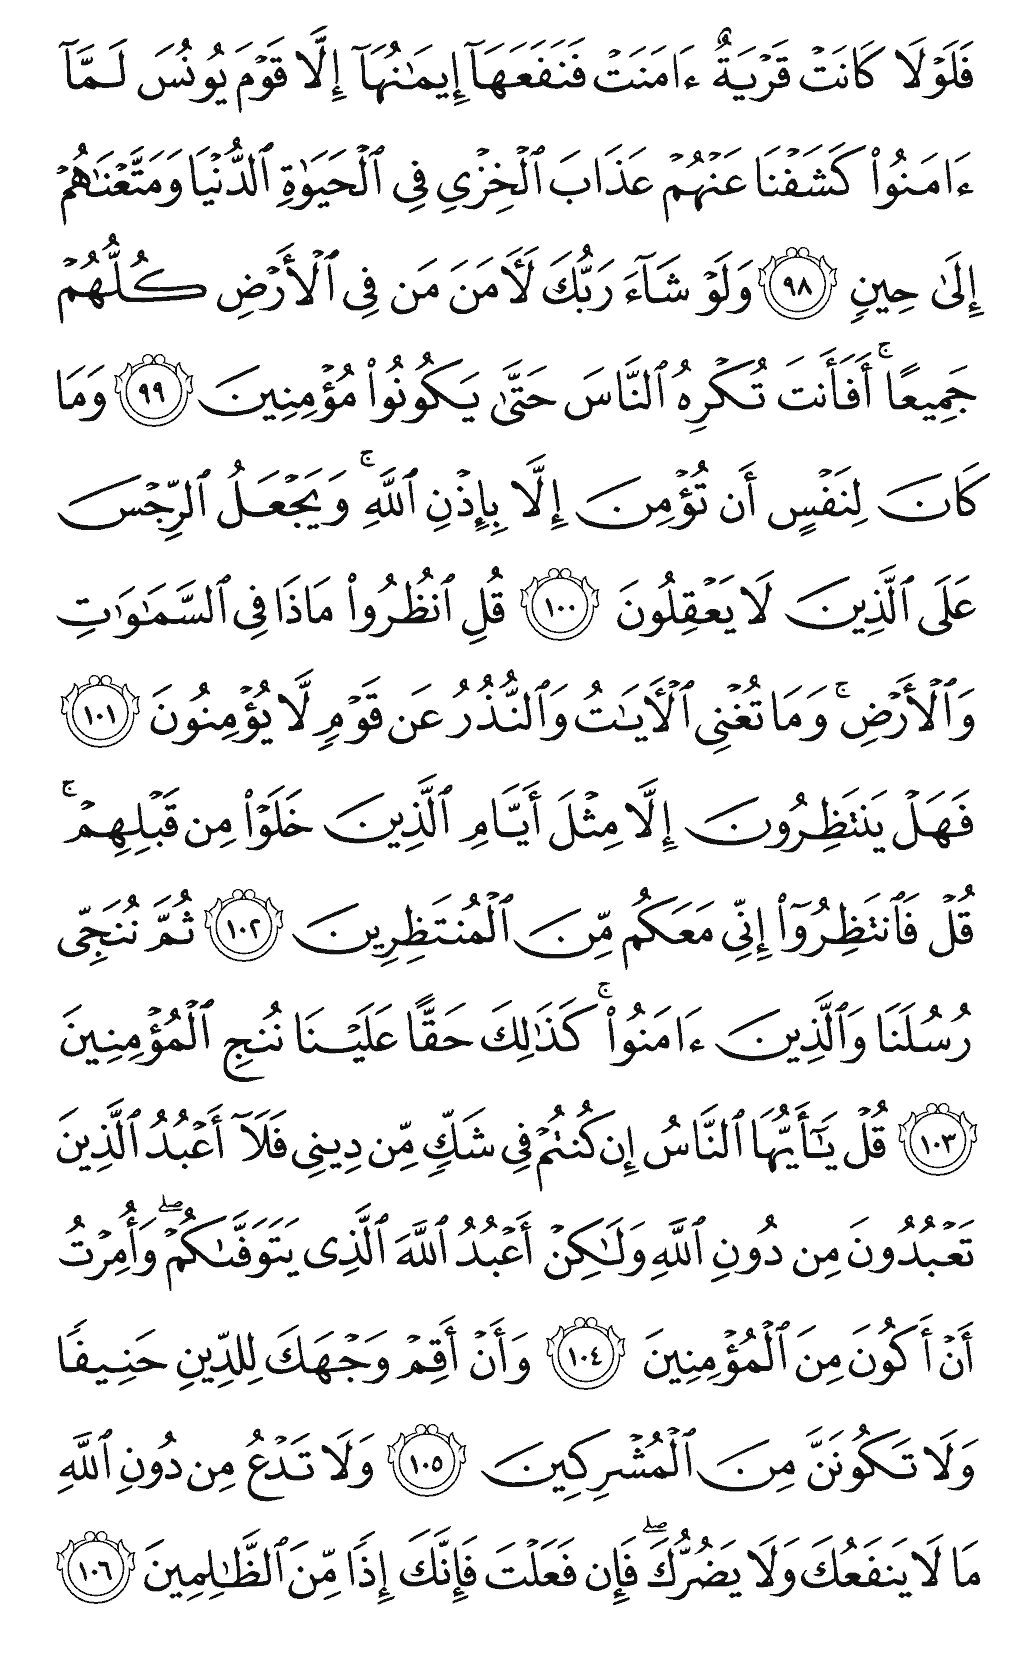 فَلَوۡلَا كَانَتۡ قَرۡيَةٌ ءَامَنَتۡ فَنَفَعَهَآ إِيمَٰنُهَآ إِلَّا قَوۡمَ يُونُسَ لَمَّآ
ءَامَنُواْ كَشَفۡنَا عَنۡهُمۡ عَذَابَ ٱلۡخِزۡيِ فِي ٱلۡحَيَوٰةِ ٱلدُّنۡيَا وَمَتَّعۡنَٰهُمۡ
إِلَىٰ حِينٖ ٩٨ وَلَوۡ شَآءَ رَبُّكَ لَأٓمَنَ مَن فِي ٱلۡأَرۡضِ كُلُّهُمۡ
جَمِيعًاۚ أَفَأَنتَ تُكۡرِهُ ٱلنَّاسَ حَتَّىٰ يَكُونُواْ مُؤۡمِنِينَ ٩٩ وَمَا
كَانَ لِنَفۡسٍ أَن تُؤۡمِنَ إِلَّا بِإِذۡنِ ٱللَّهِۚ وَيَجۡعَلُ ٱلرِّجۡسَ
عَلَى ٱلَّذِينَ لَا يَعۡقِلُونَ ١٠٠ قُلِ ٱنظُرُواْ مَاذَا فِي ٱلسَّمَٰوَٰتِ
وَٱلۡأَرۡضِۚ وَمَا تُغۡنِي ٱلۡأٓيَٰتُ وَٱلنُّذُرُ عَن قَوۡمٖ لَّا يُؤۡمِنُونَ ١٠١
فَهَلۡ يَنتَظِرُونَ إِلَّا مِثۡلَ أَيَّامِ ٱلَّذِينَ خَلَوۡاْ مِن قَبۡلِهِمۡۚ
قُلۡ فَٱنتَظِرُوٓاْ إِنِّي مَعَكُم مِّنَ ٱلۡمُنتَظِرِينَ ١٠٢ ثُمَّ نُنَجِّي
رُسُلَنَا وَٱلَّذِينَ ءَامَنُواْۚ كَذَٰلِكَ حَقًّا عَلَيۡنَا نُنجِ ٱلۡمُؤۡمِنِينَ
١٠٣ قُلۡ يَٰٓأَيُّهَا ٱلنَّاسُ إِن كُنتُمۡ فِي شَكّٖ مِّن دِينِي فَلَآ أَعۡبُدُ ٱلَّذِينَ
تَعۡبُدُونَ مِن دُونِ ٱللَّهِ وَلَٰكِنۡ أَعۡبُدُ ٱللَّهَ ٱلَّذِي يَتَوَفَّىٰكُمۡۖ وَأُمِرۡتُ
أَنۡ أَكُونَ مِنَ ٱلۡمُؤۡمِنِينَ ١٠٤ وَأَنۡ أَقِمۡ وَجۡهَكَ لِلدِّينِ حَنِيفٗا
وَلَا تَكُونَنَّ مِنَ ٱلۡمُشۡرِكِينَ ١٠٥ وَلَا تَدۡعُ مِن دُونِ ٱللَّهِ
مَا لَا يَنفَعُكَ وَلَا يَضُرُّكَۖ فَإِن فَعَلۡتَ فَإِنَّكَ إِذٗا مِّنَ ٱلظَّٰلِمِينَ ١٠٦